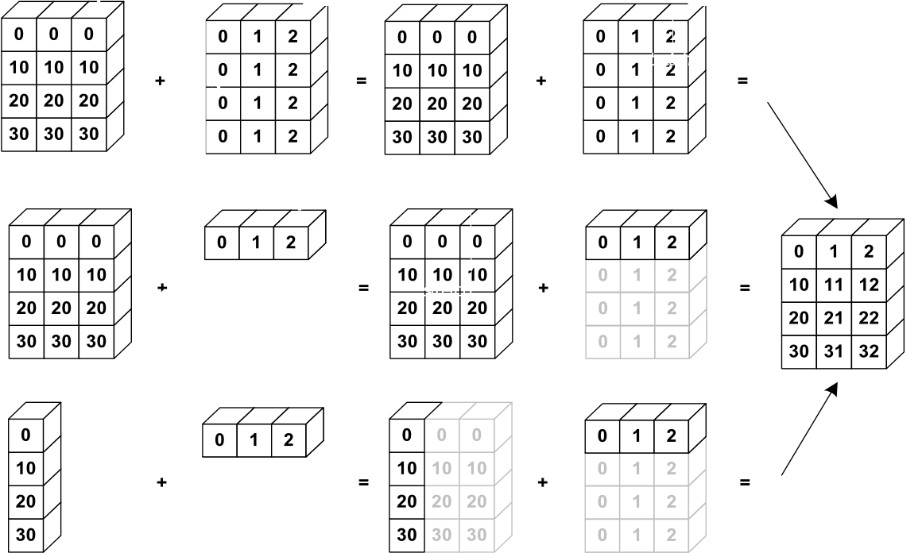 0 0 0 0 1 2 0 0 0 0 1 2
10 10 10 0 1 2 10 10 10 0 1 2
+ = + =
20 20 20 0 1 2 20 20 20 0 1 2
30 30 30 0 1 2 30 30 30 0 1 2
0 0 0 0 1 2 0 0 0 0 1 2 0 1 2
10 10 10 10 10 10 0 1 2 10 11 12
+ = + =
20 20 20 20 20 20 0 1 2 20 21 22
30 30 30 30 30 30 0 1 2 30 31 32
0 0 1 2 0 0 0 0 1 2
10 10 10 10 0 1 2
+ = + =
20 20 20 20 0 1 2
30 30 30 30 0 1 2